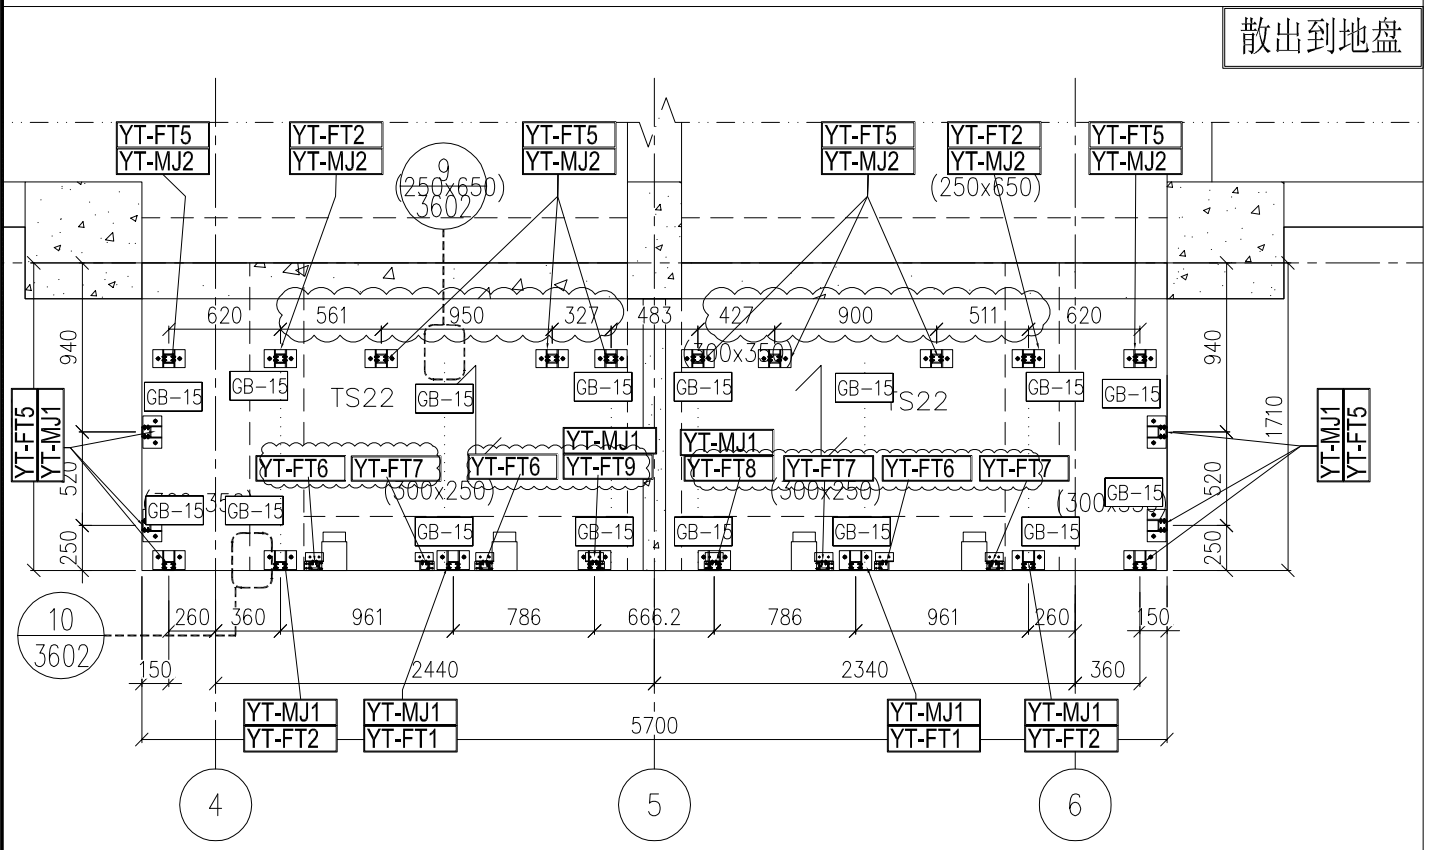 散出到地盘
YT-FT5
YT-MJ2
YT-FT2
YT-MJ2
9
(250x650)
3602
YT-FT5
YT-MJ2
YT-FT5
YT-MJ2
YT-FT2
YT-MJ2
(250x650)
YT-FT5
YT-MJ2
620
561
950
327
483
427
900
511
620
940
(300x350)
940
GB-15
GB-15
TS22
GB-15
GB-15
GB-15
GB-15
TS22
GB-15
GB-15
YT-FT5
YT-MJ1
YT-MJ1
YT-MJ1
YT-MJ1
YT-FT5
1710
YT-FT6
YT-FT7
YT-FT6
YT-FT9
YT-FT8
YT-FT7
YT-FT6
YT-FT7
520
(300x250)
(300x250)
520
GB-15
GB-15
GB-15
GB-15
GB-15
GB-15
GB-15
GB-15
250
250
10
3602
260
360
961
786
666.2
786
961
260
150
150
2440
2340
360
YT-MJ1
YT-FT2
YT-MJ1
YT-FT1
5700
YT-MJ1
YT-FT1
YT-MJ1
YT-FT2
4
5
6